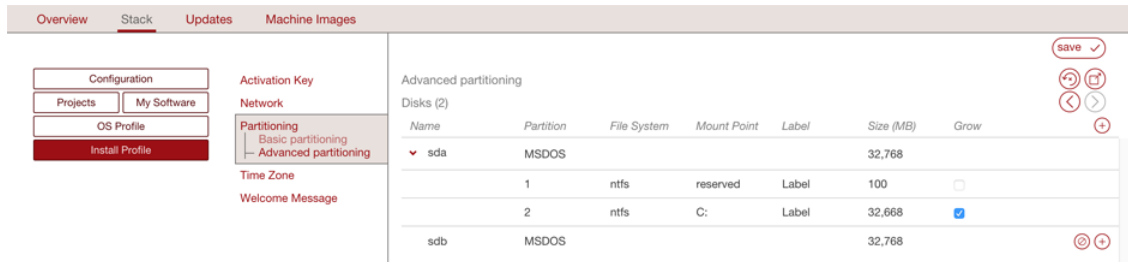 Overview Stack Updates Machine Images
save
Configuration
Projects My Software
OS Profile
Install Profile
Activation Key
Network
Partitioning
Basic partitioning
Advanced partitioning
Time Zone
Welcome Message
Advanced partitioning
Disks (2)
Name Partition File System Mount Point Label Size (MB) Grow
sda MSDOS 32,768
1 ntfs reserved Label 100
2 ntfs C: Label 32,668
sdb MSDOS 32,768